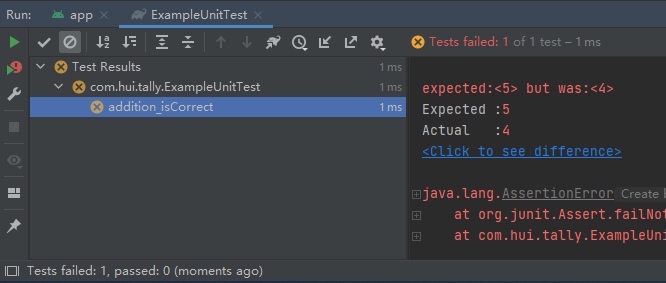 Run: app × ExampleUnitTest ×
Tests failed: 1 of 1 test – 1 ms
Test Results 1 ms
com.hui.tally.ExampleUnitTest 1 ms
addition_isCorrect 1 ms
expected:<5> but was:<4>
Expected :5
Actual :4
<Click to see difference>
java.lang.AssertionError Create b
at org.junit.Assert.failNot
at com.hui.tally.ExampleUni
Tests failed: 1, passed: 0 (moments ago)